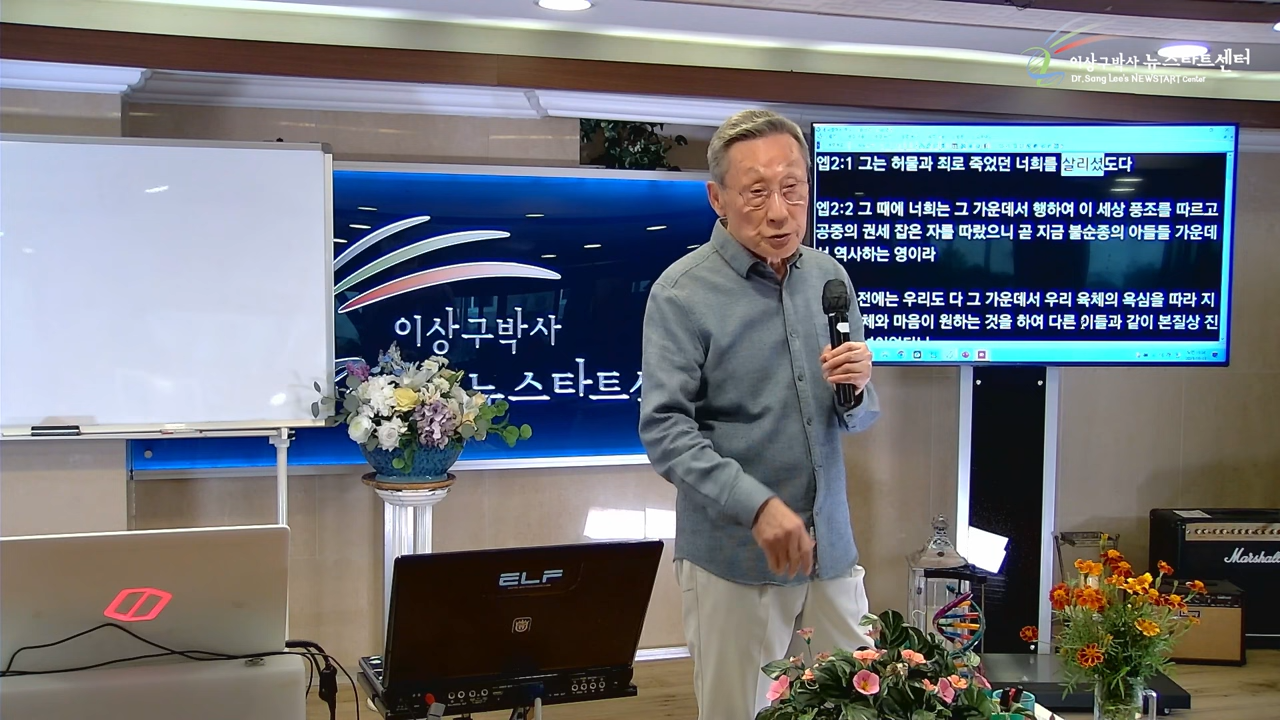 이상구박사 뉴스타트센터
Dr. Sang Lee's NEWSTART Center
엡2:1 그는 허물과 죄로 죽었던 너희를 살리셨도다
엡2:2 그 때에 너희는 그 가운데서 행하여 이 세상 풍조를 따르고
공중의 권세 잡은 자를 따랐으니 곧 지금 불순종의 아들들 가운데
역사하는 영이라
전에는 우리도 다 그 가운데서 우리 육체의 욕심을 따라 지
체와 마음이 원하는 것을 하여 다른 이들과 같이 본질상 진
이상구박사
뉴스타트
ELF
Marshall